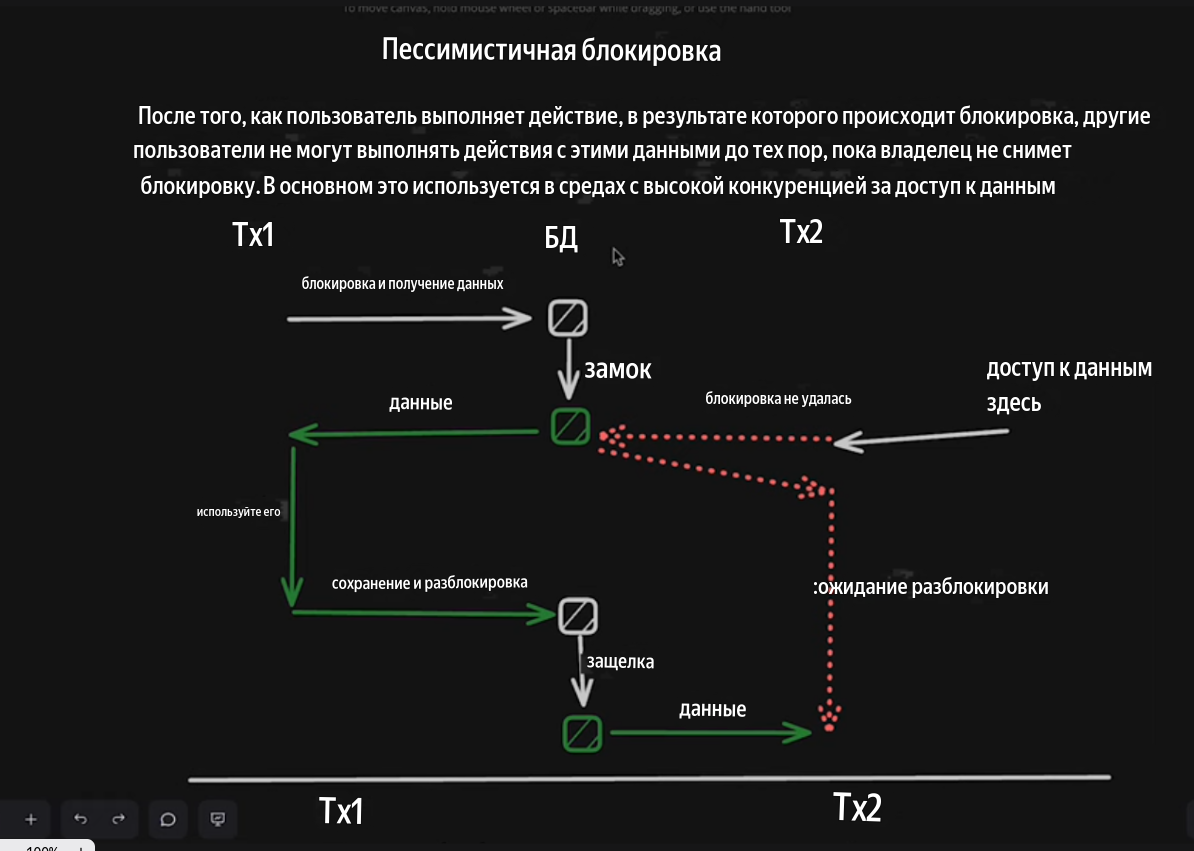 To move canvas, hold mouse wheel or spacebar while dragging, or use the hand tool
Пессимистичная блокировка
После того, как пользователь выполняет действие, в результате которого происходит блокировка, другие
пользователи не могут выполнять действия с этими данными до тех пор, пока владелец не снимет
блокировку. В основном это используется в средах с высокой конкуренцией за доступ к данным
Tx1
БД
Tx2
блокировка и получение данных
замок
доступ к данным
здесь
данные
блокировка не удалась
используйте его
сохранение и разблокировка
:ожидание разблокировки
защелка
данные
Tx1
Tx2
100%